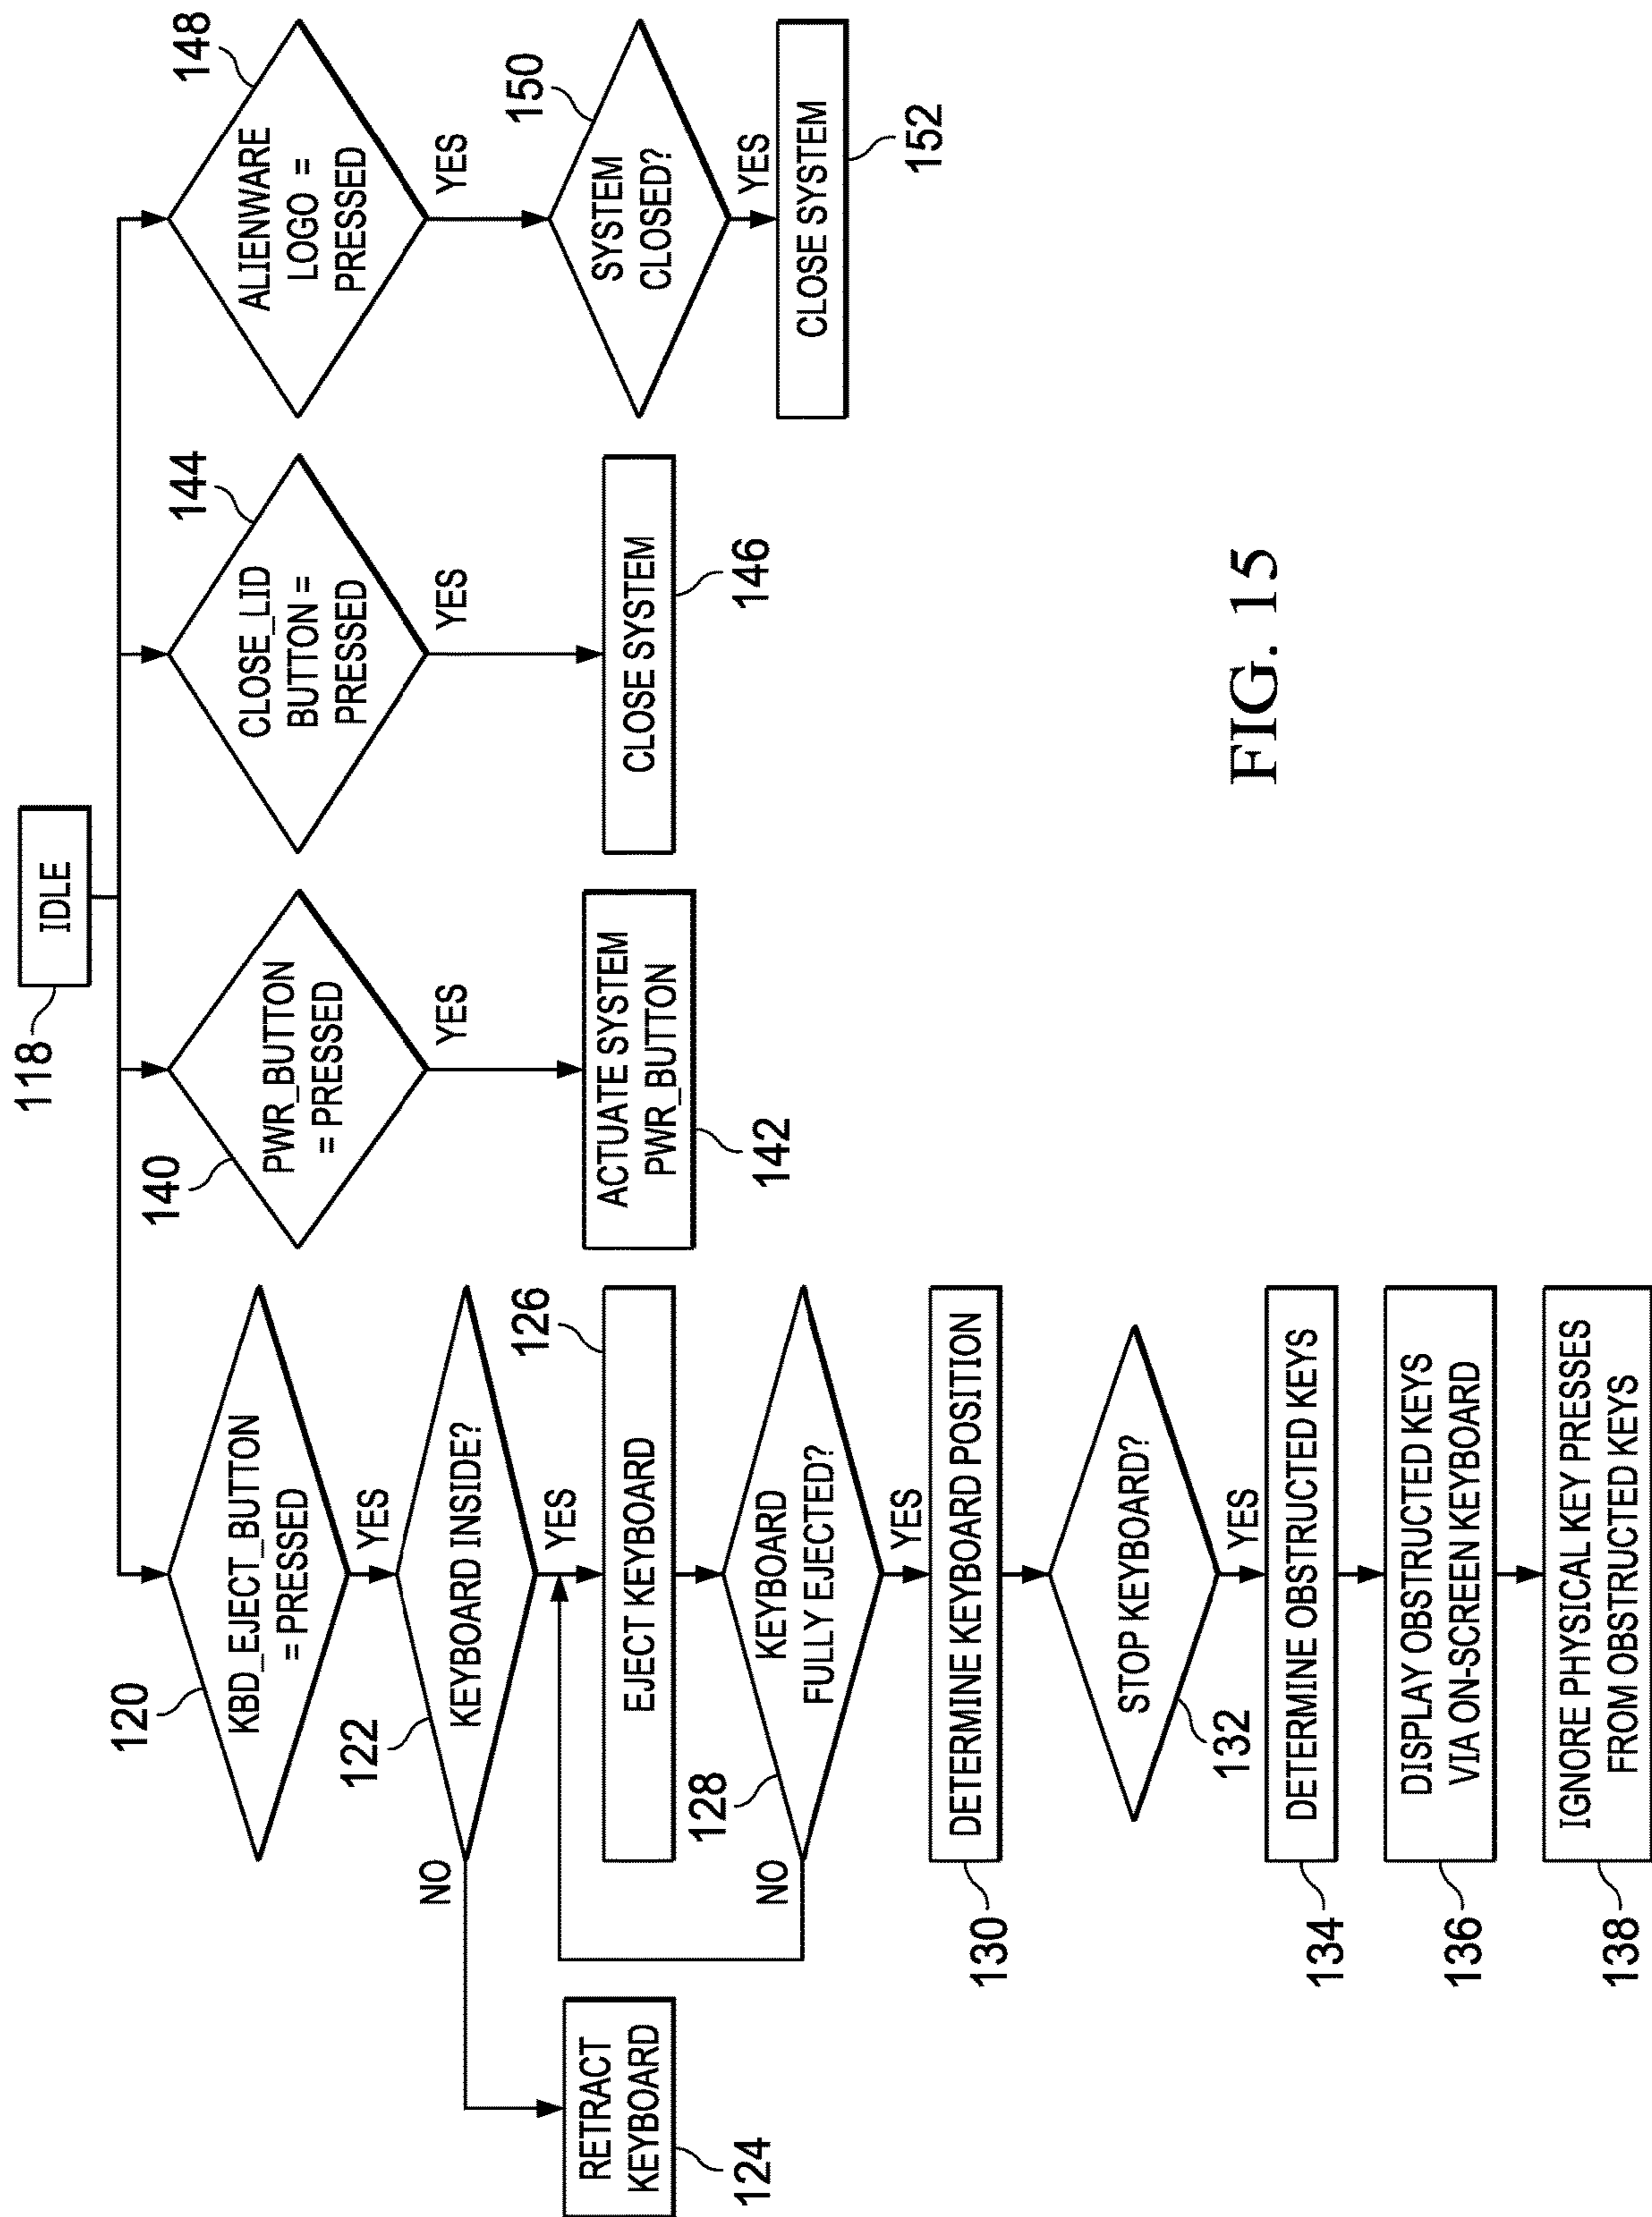 118
IDLE
120
KBD_EJECT_BUTTON
= PRESSED
YES
122
KEYBOARD INSIDE?
NO
YES
RETRACT
KEYBOARD
124
126
EJECT KEYBOARD
128
KEYBOARD
FULLY EJECTED?
NO
YES
DETERMINE KEYBOARD POSITION
130
STOP KEYBOARD?
132
YES
DETERMINE OBSTRUCTED KEYS
134
DISPLAY OBSTRUCTED KEYS
VIA ON-SCREEN KEYBOARD
136
IGNORE PHYSICAL KEY PRESSES
FROM OBSTRUCTED KEYS
138
140
PWR_BUTTON
= PRESSED
YES
ACTUATE SYSTEM
PWR_BUTTON
142
144
CLOSE_LID
BUTTON =
PRESSED
YES
CLOSE SYSTEM
146
148
ALIENWARE
LOGO =
PRESSED
YES
150
SYSTEM
CLOSED?
YES
CLOSE SYSTEM
152
FIG. 15